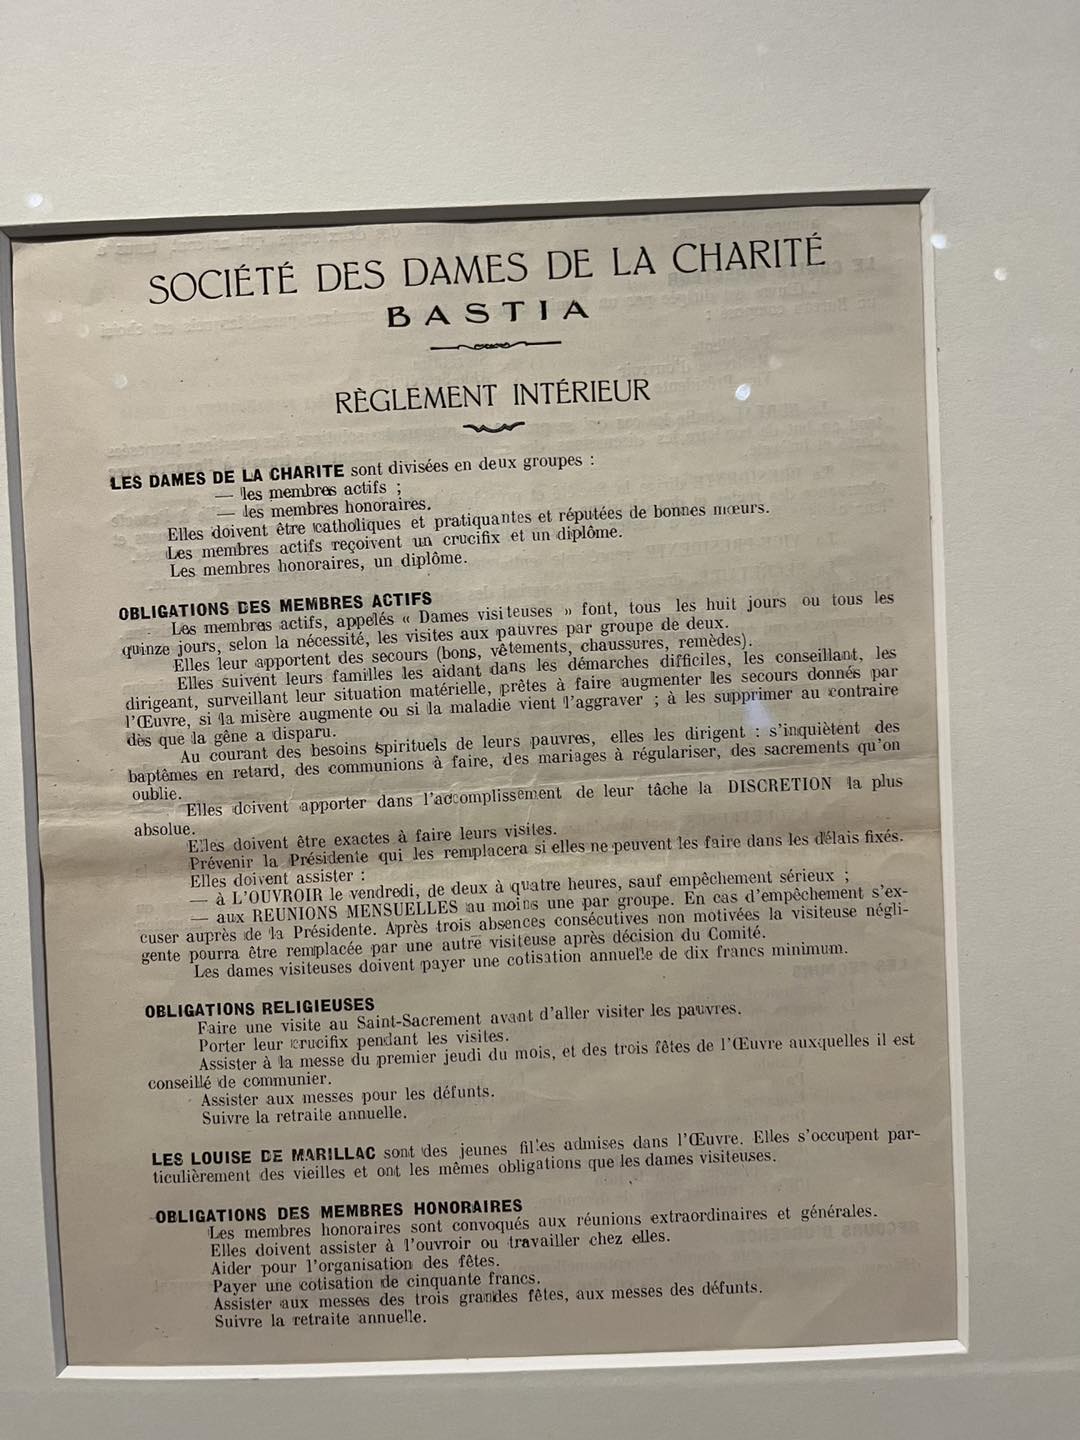 SOCIÉTÉ DES DAMES DE LA CHARITÉ
BASTIA
RÈGLEMENT INTÉRIEUR
LES DAMES DE LA CHARITE sont divisées en deux groupes :
— les membres actifs ;
— les membres honoraires.
Elles doivent être catholiques et pratiquantes et réputées de bonnes mœurs.
Les membres actifs reçoivent un crucifix et un diplôme.
Les membres honoraires, un diplôme.
OBLIGATIONS DES MEMBRES ACTIFS
Les membres actifs, appelés « Dames visiteuses » font, tous les huit jours ou tous les
quinze jours, selon la nécessité, les visites aux pauvres par groupe de deux.
Elles leur apportent des secours (bons, vêtements, chaussures, remèdes).
Elles suivent leurs familles les aidant dans les démarches difficiles, les conseillant, les
dirigeant, surveillant leur situation matérielle, prêtes à faire augmenter les secours donnés par
l'Œuvre, si la misère augmente ou si la maladie vient l'aggraver ; à les supprimer au contraire
dès que la gêne a disparu.
Au courant des besoins spirituels de leurs pauvres, elles les dirigent : s'inquiètent des
baptêmes en retard, des communions à faire, des mariages à régulariser, des sacrements qu'on
oublie.
Elles doivent apporter dans l'accomplissement de leur tâche la DISCRETION la plus
absolue.
Elles doivent être exactes à faire leurs visites.
Prévenir la Présidente qui les remplacera si elles ne peuvent les faire dans les délais fixés.
Elles doivent assister :
— à L'OUVROIR le vendredi, de deux à quatre heures, sauf empêchement sérieux ;
— aux REUNIONS MENSUELLES au moins une par groupe. En cas d'empêchement s'ex-
cuser auprès de la Présidente. Après trois absences consécutives non motivées la visiteuse négli-
gente pourra être remplacée par une autre visiteuse après décision du Comité.
Les dames visiteuses doivent payer une cotisation annuelle de dix francs minimum.
OBLIGATIONS RELIGIEUSES
Faire une visite au Saint-Sacrement avant d'aller visiter les pauvres.
Porter leur crucifix pendant les visites.
Assister à la messe du premier jeudi du mois, et des trois fêtes de l'Œuvre auxquelles il est
conseillé de communier.
Assister aux messes pour les défunts.
Suivre la retraite annuelle.
LES LOUISE DE MARILLAC sont des jeunes filles admises dans l'Œuvre. Elles s'occupent par-
ticulièrement des vieilles et ont les mêmes obligations que les dames visiteuses.
OBLIGATIONS DES MEMBRES HONORAIRES
Les membres honoraires sont convoqués aux réunions extraordinaires et générales.
Elles doivent assister à l'ouvroir ou travailler chez elles.
Aider pour l'organisation des fêtes.
Payer une cotisation de cinquante francs.
Assister aux messes des trois grandes fêtes, aux messes des défunts.
Suivre la retraite annuelle.